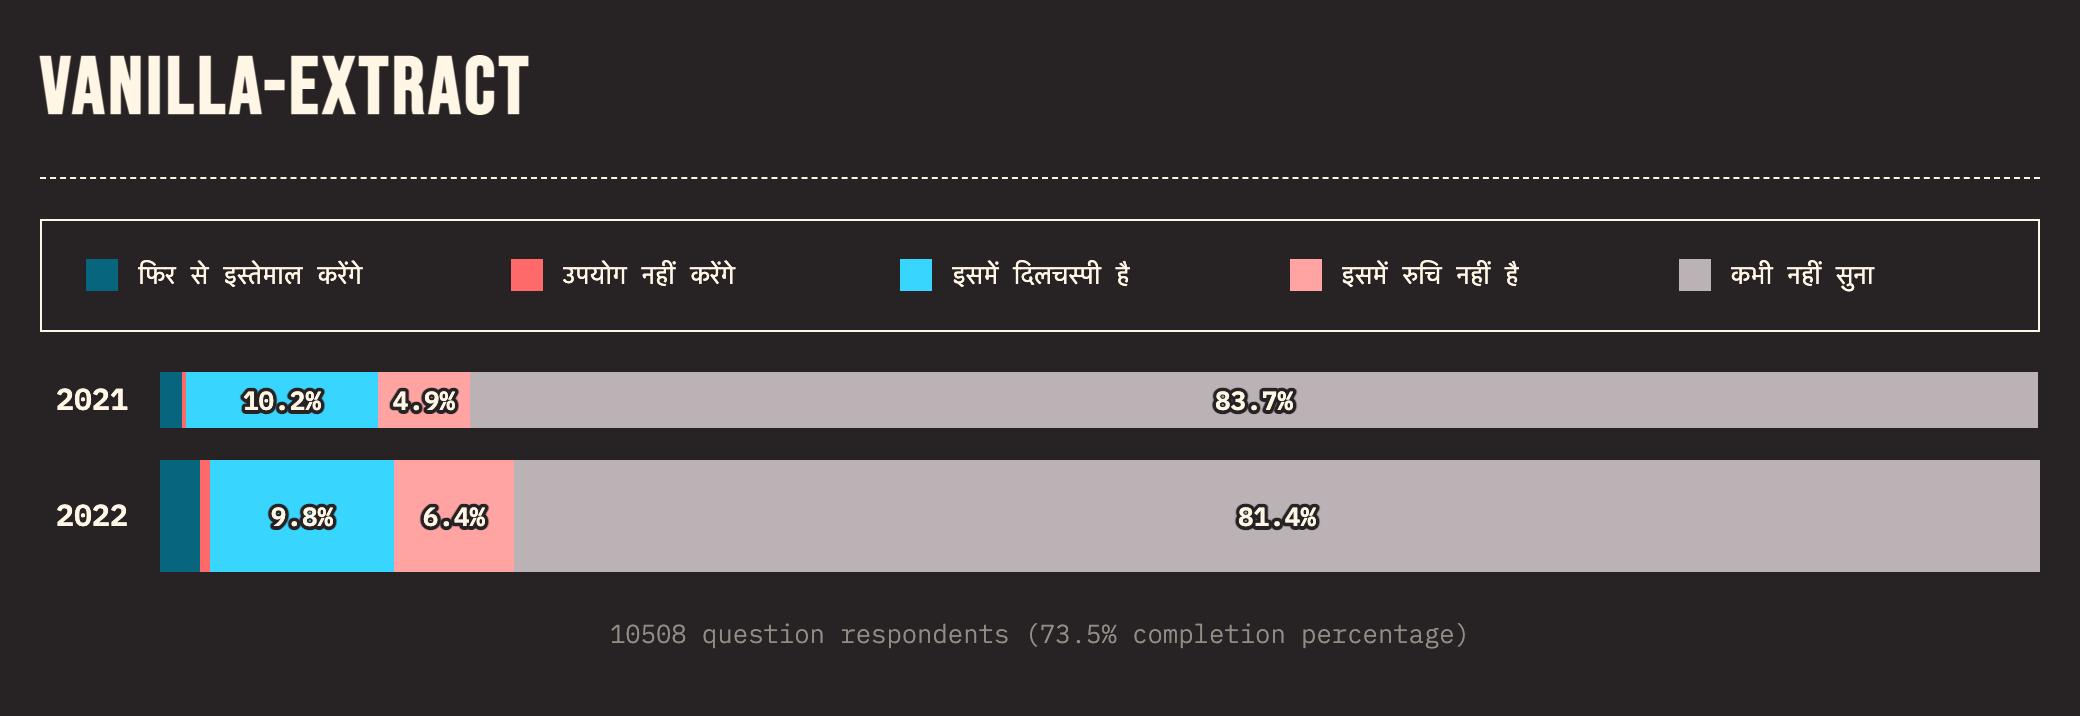 VANILLA-EXTRACT
फिर से इस्तेमाल करेंगे उपयोग नहीं करेंगे इसमें दिलचस्पी है इसमें रुचि नहीं है कभी नहीं सुना
2021 10.2% 4.9% 83.7%
2022 9.8% 6.4% 81.4%
10508 question respondents (73.5% completion percentage)